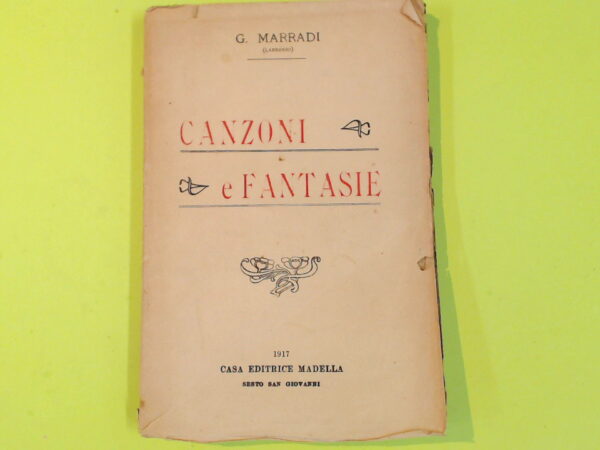 G. MARRADI
(LABRONIO)
CANZONI
e FANTASIE
1917
CASA EDITRICE MADELLA
SESTO SAN GIOVANNI